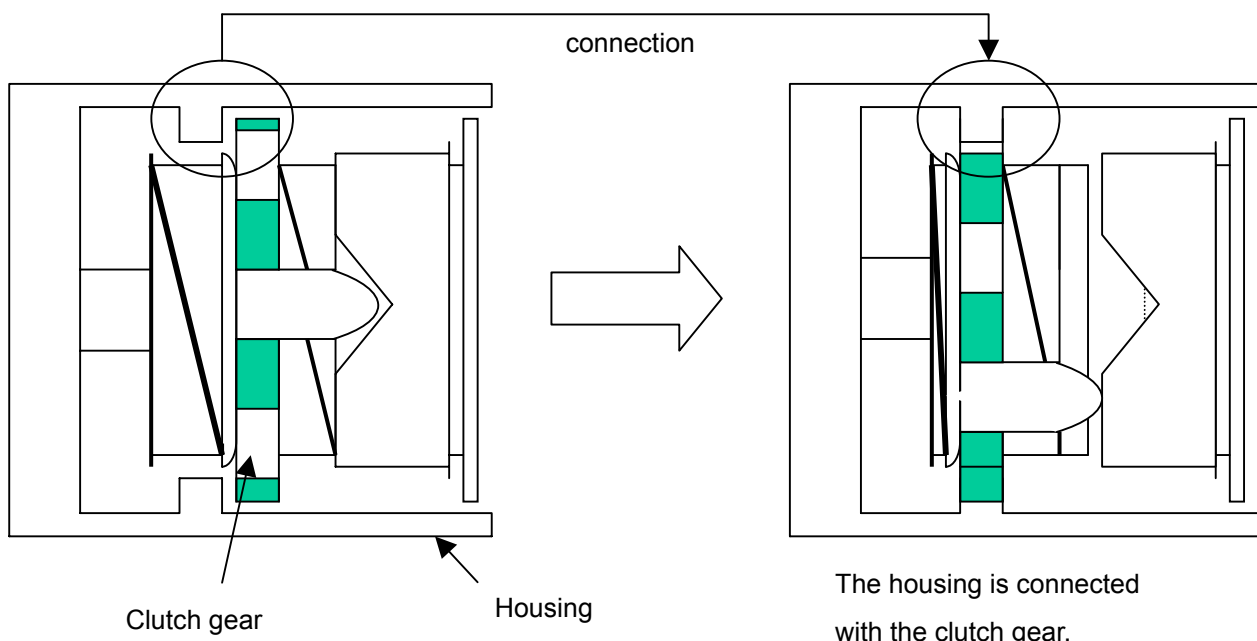 connection
Clutch gear
Housing
The housing is connected
with the clutch gear.